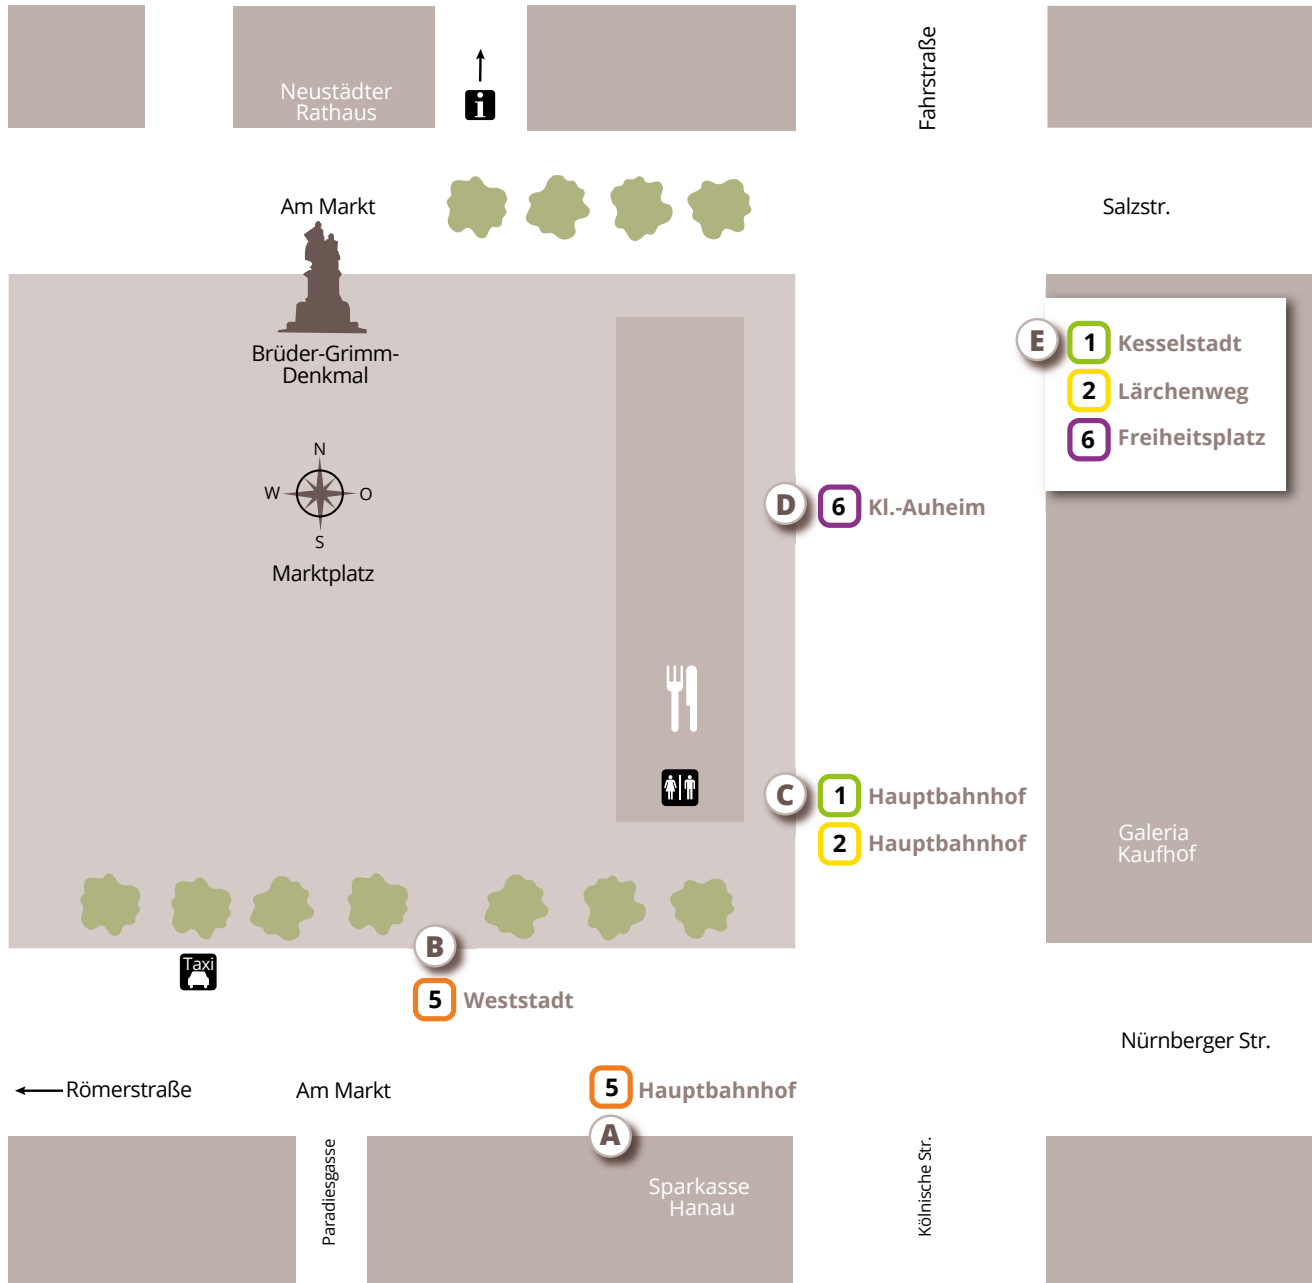 Neustädter
Rathaus
i
Fahrstraße
Am Markt
Salzstr.
Brüder-Grimm-
Denkmal
E
1 Kesselstadt
2 Lärchenweg
6 Freiheitsplatz
N
W O
S
Marktplatz
D 6 Kl.-Auheim
C 1 Hauptbahnhof
2 Hauptbahnhof
Galeria
Kaufhof
B
Taxi
5 Weststadt
Nürnberger Str.
Römerstraße
Am Markt
5 Hauptbahnhof
A
Paradiesgasse
Sparkasse
Hanau
Kölnische Str.